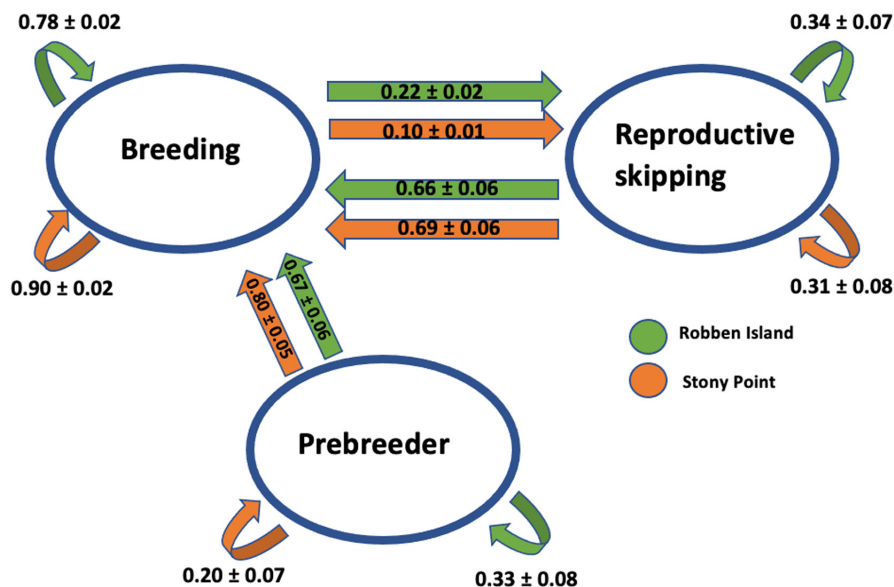 0.78 ± 0.02
0.34 ± 0.07
0.22 ± 0.02
0.10 ± 0.01
Breeding
Reproductive
skipping
0.66 ± 0.06
0.69 ± 0.06
0.90 ± 0.02
0.31 ± 0.08
0.80 ± 0.05
0.67 ± 0.06
Robben Island
Stony Point
Prebreeder
0.20 ± 0.07
0.33 ± 0.08